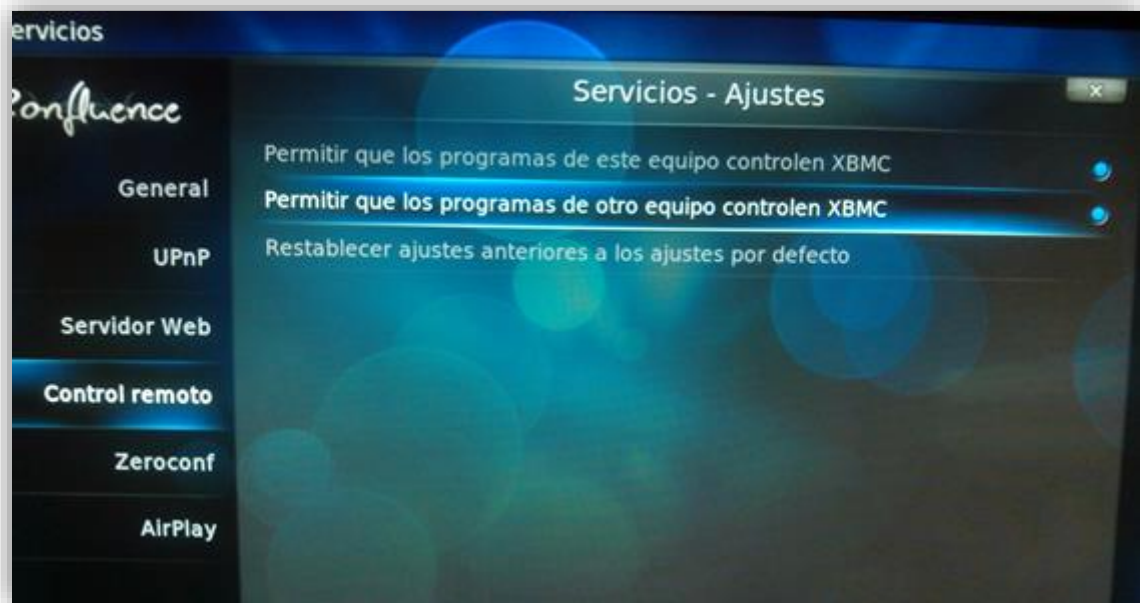 ervicios
Confluence
Servicios - Ajustes
General
UPnP
Servidor Web
Control remoto
Zeroconf
AirPlay
Permitir que los programas de este equipo controlen XBMC
Permitir que los programas de otro equipo controlen XBMC
Restablecer ajustes anteriores a los ajustes por defecto